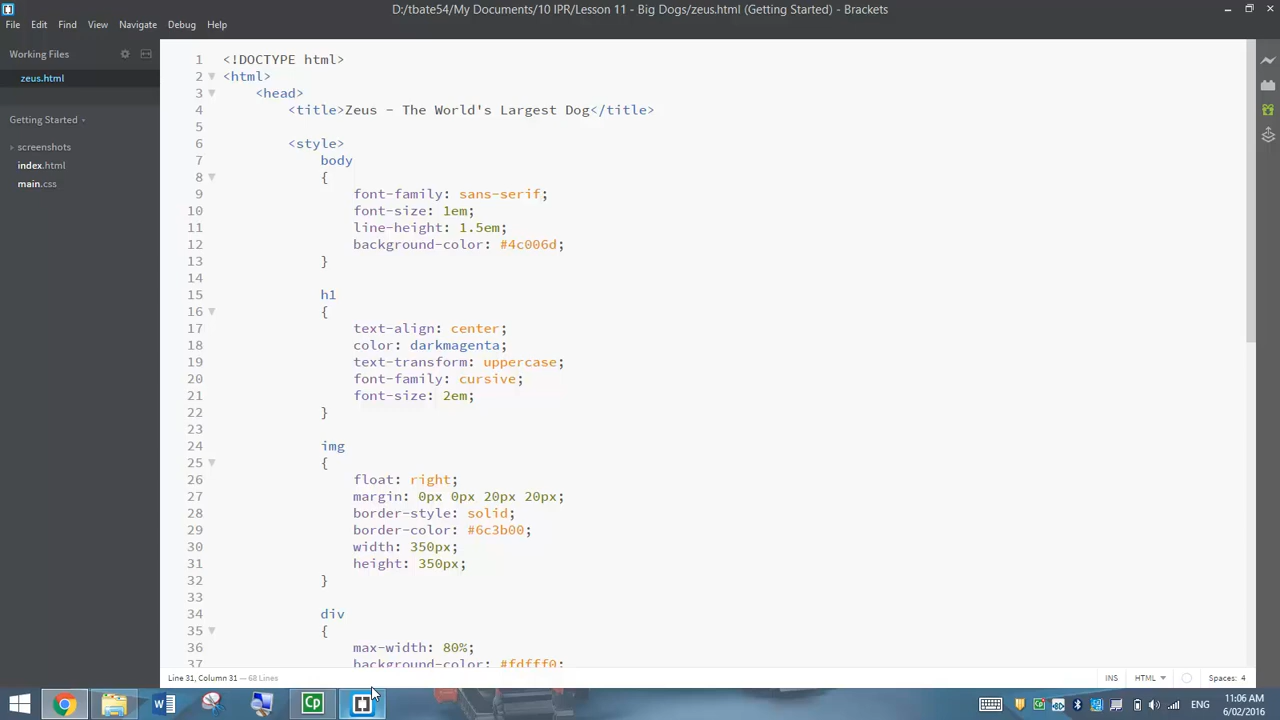 D:/tbate54/My Documents/10 IPR/Lesson 11 - Big Dogs/zeus.html (Getting Started) - Brackets
File Edit View Navigate Debug Help
Working Files
zeus.html
Getting Started
screenshots
index.html
main.css
1 <!DOCTYPE html>
2 <html>
3 <head>
4 <title>Zeus - The World's Largest Dog</title>
5
6 <style>
7 body
8 {
9 font-family: sans-serif;
10 font-size: 1em;
11 line-height: 1.5em;
12 background-color: #4c006d;
13 }
14
15 h1
16 {
17 text-align: center;
18 color: darkmagenta;
19 text-transform: uppercase;
20 font-family: cursive;
21 font-size: 2em;
22 }
23
24 img
25 {
26 float: right;
27 margin: 0px 0px 20px 20px;
28 border-style: solid;
29 border-color: #6c3b00;
30 width: 350px;
31 height: 350px;
32 }
33
34 div
35 {
36 max-width: 80%;
37 background-color: #fdfff0;
Line 31, Column 31 — 68 Lines
INS HTML Spaces: 4
Cp
11:06 AM
6/02/2016